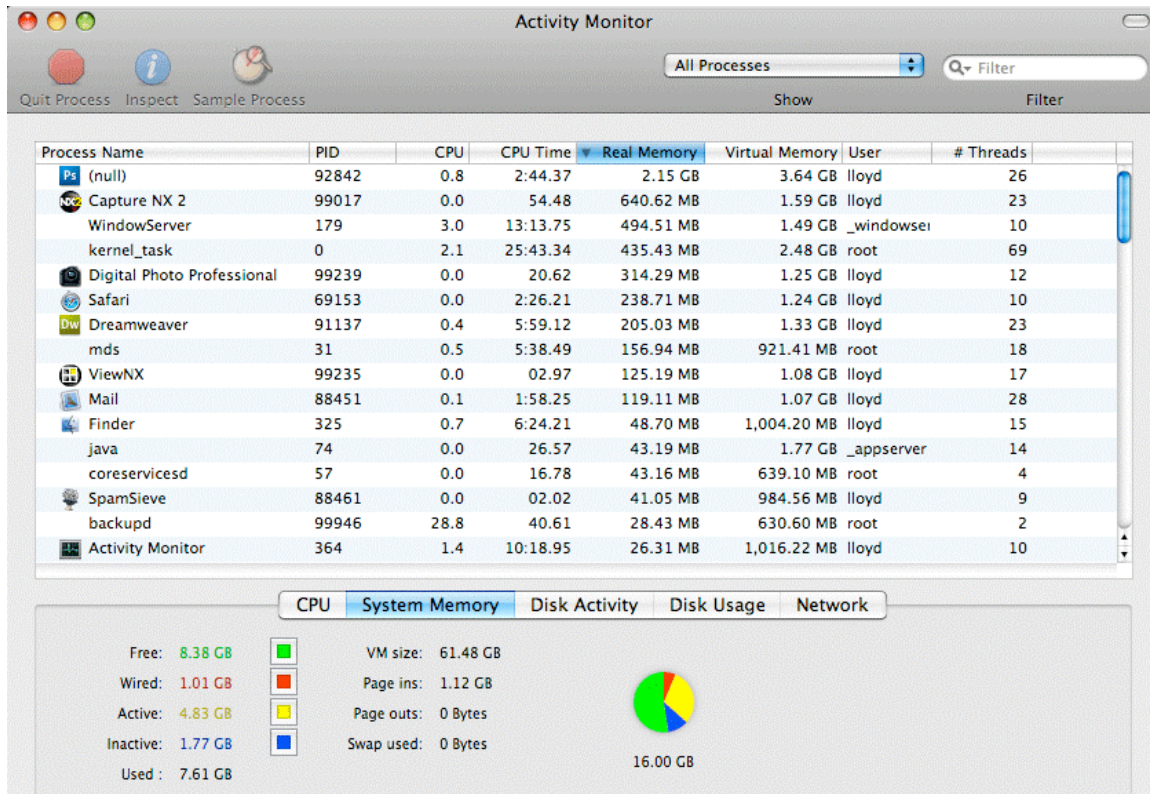 Activity Monitor
Quit Process Inspect Sample Process All Processes Filter
Show Filter
Process Name PID CPU CPU Time Real Memory Virtual Memory User # Threads
Ps (null) 92842 0.8 2:44.37 2.15 GB 3.64 GB lloyd 26
NX2 Capture NX 2 99017 0.0 54.48 640.62 MB 1.59 GB lloyd 23
WindowServer 179 3.0 13:13.75 494.51 MB 1.49 GB _windowser 10
kernel_task 0 2.1 25:43.34 435.43 MB 2.48 GB root 69
Digital Photo Professional 99239 0.0 20.62 314.29 MB 1.25 GB lloyd 12
Safari 69153 0.0 2:26.21 238.71 MB 1.24 GB lloyd 10
Dw Dreamweaver 91137 0.4 5:59.12 205.03 MB 1.33 GB lloyd 23
mds 31 0.5 5:38.49 156.94 MB 921.41 MB root 18
ViewNX 99235 0.0 02.97 125.19 MB 1.08 GB lloyd 17
Mail 88451 0.1 1:58.25 119.11 MB 1.07 GB lloyd 28
Finder 325 0.7 6:24.21 48.70 MB 1,004.20 MB lloyd 15
java 74 0.0 26.57 43.19 MB 1.77 GB _appserver 14
coreservicesd 57 0.0 16.78 43.16 MB 639.10 MB root 4
SpamSieve 88461 0.0 02.02 41.05 MB 984.56 MB lloyd 9
backupd 99946 28.8 40.61 28.43 MB 630.60 MB root 2
Activity Monitor 364 1.4 10:18.95 26.31 MB 1,016.22 MB lloyd 10
CPU System Memory Disk Activity Disk Usage Network
Free: 8.38 GB VM size: 61.48 GB
Wired: 1.01 GB Page ins: 1.12 GB
Active: 4.83 GB Page outs: 0 Bytes
Inactive: 1.77 GB Swap used: 0 Bytes
Used : 7.61 GB 16.00 GB